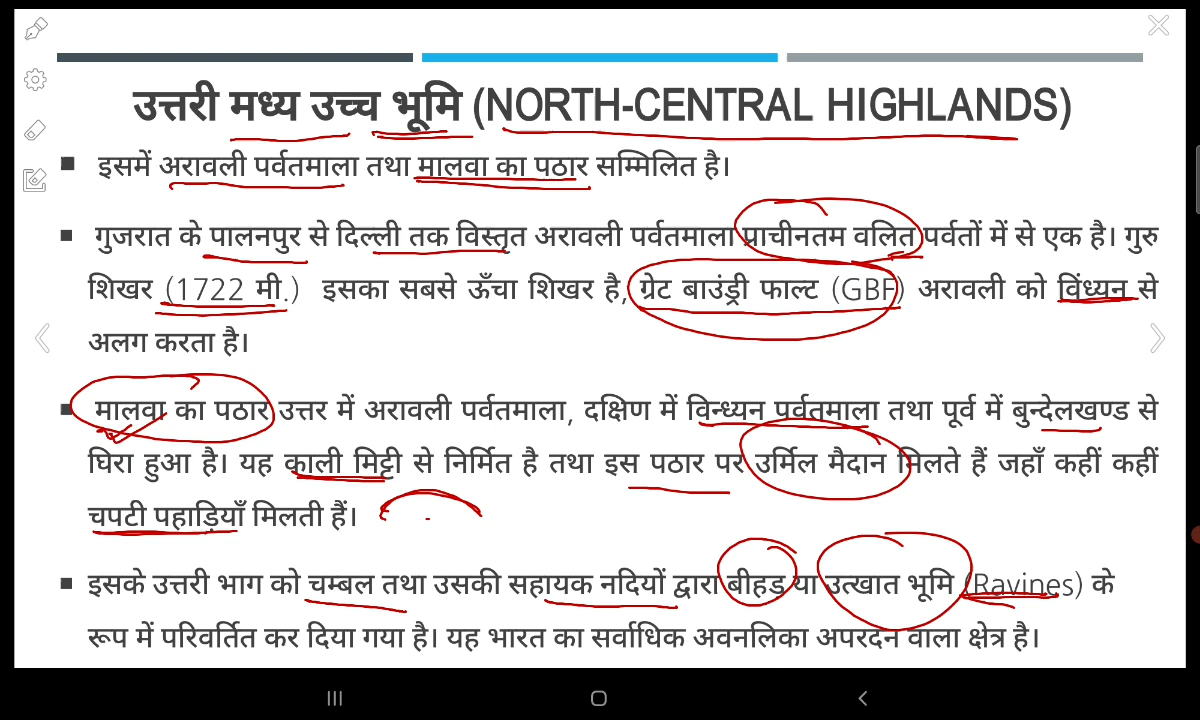 उत्तरी मध्य उच्च भूमि (NORTH-CENTRAL HIGHLANDS)
▪ इसमें अरावली पर्वतमाला तथा मालवा का पठार सम्मिलित है।
▪ गुजरात के पालनपुर से दिल्ली तक विस्तृत अरावली पर्वतमाला प्राचीनतम वलित पर्वतों में से एक है। गुरु
शिखर (1722 मी.) इसका सबसे ऊँचा शिखर है, ग्रेट बाउंड्री फाल्ट (GBF) अरावली को विंध्यन से
अलग करता है।
▪ मालवा का पठार उत्तर में अरावली पर्वतमाला, दक्षिण में विन्ध्यन पर्वतमाला तथा पूर्व में बुन्देलखण्ड से
घिरा हुआ है। यह काली मिट्टी से निर्मित है तथा इस पठार पर उर्मिल मैदान मिलते हैं जहाँ कहीं कहीं
चपटी पहाड़ियाँ मिलती हैं।
▪ इसके उत्तरी भाग को चम्बल तथा उसकी सहायक नदियों द्वारा बीहड़ या उत्खात भूमि (Ravines) के
रूप में परिवर्तित कर दिया गया है। यह भारत का सर्वाधिक अवनलिका अपरदन वाला क्षेत्र है।